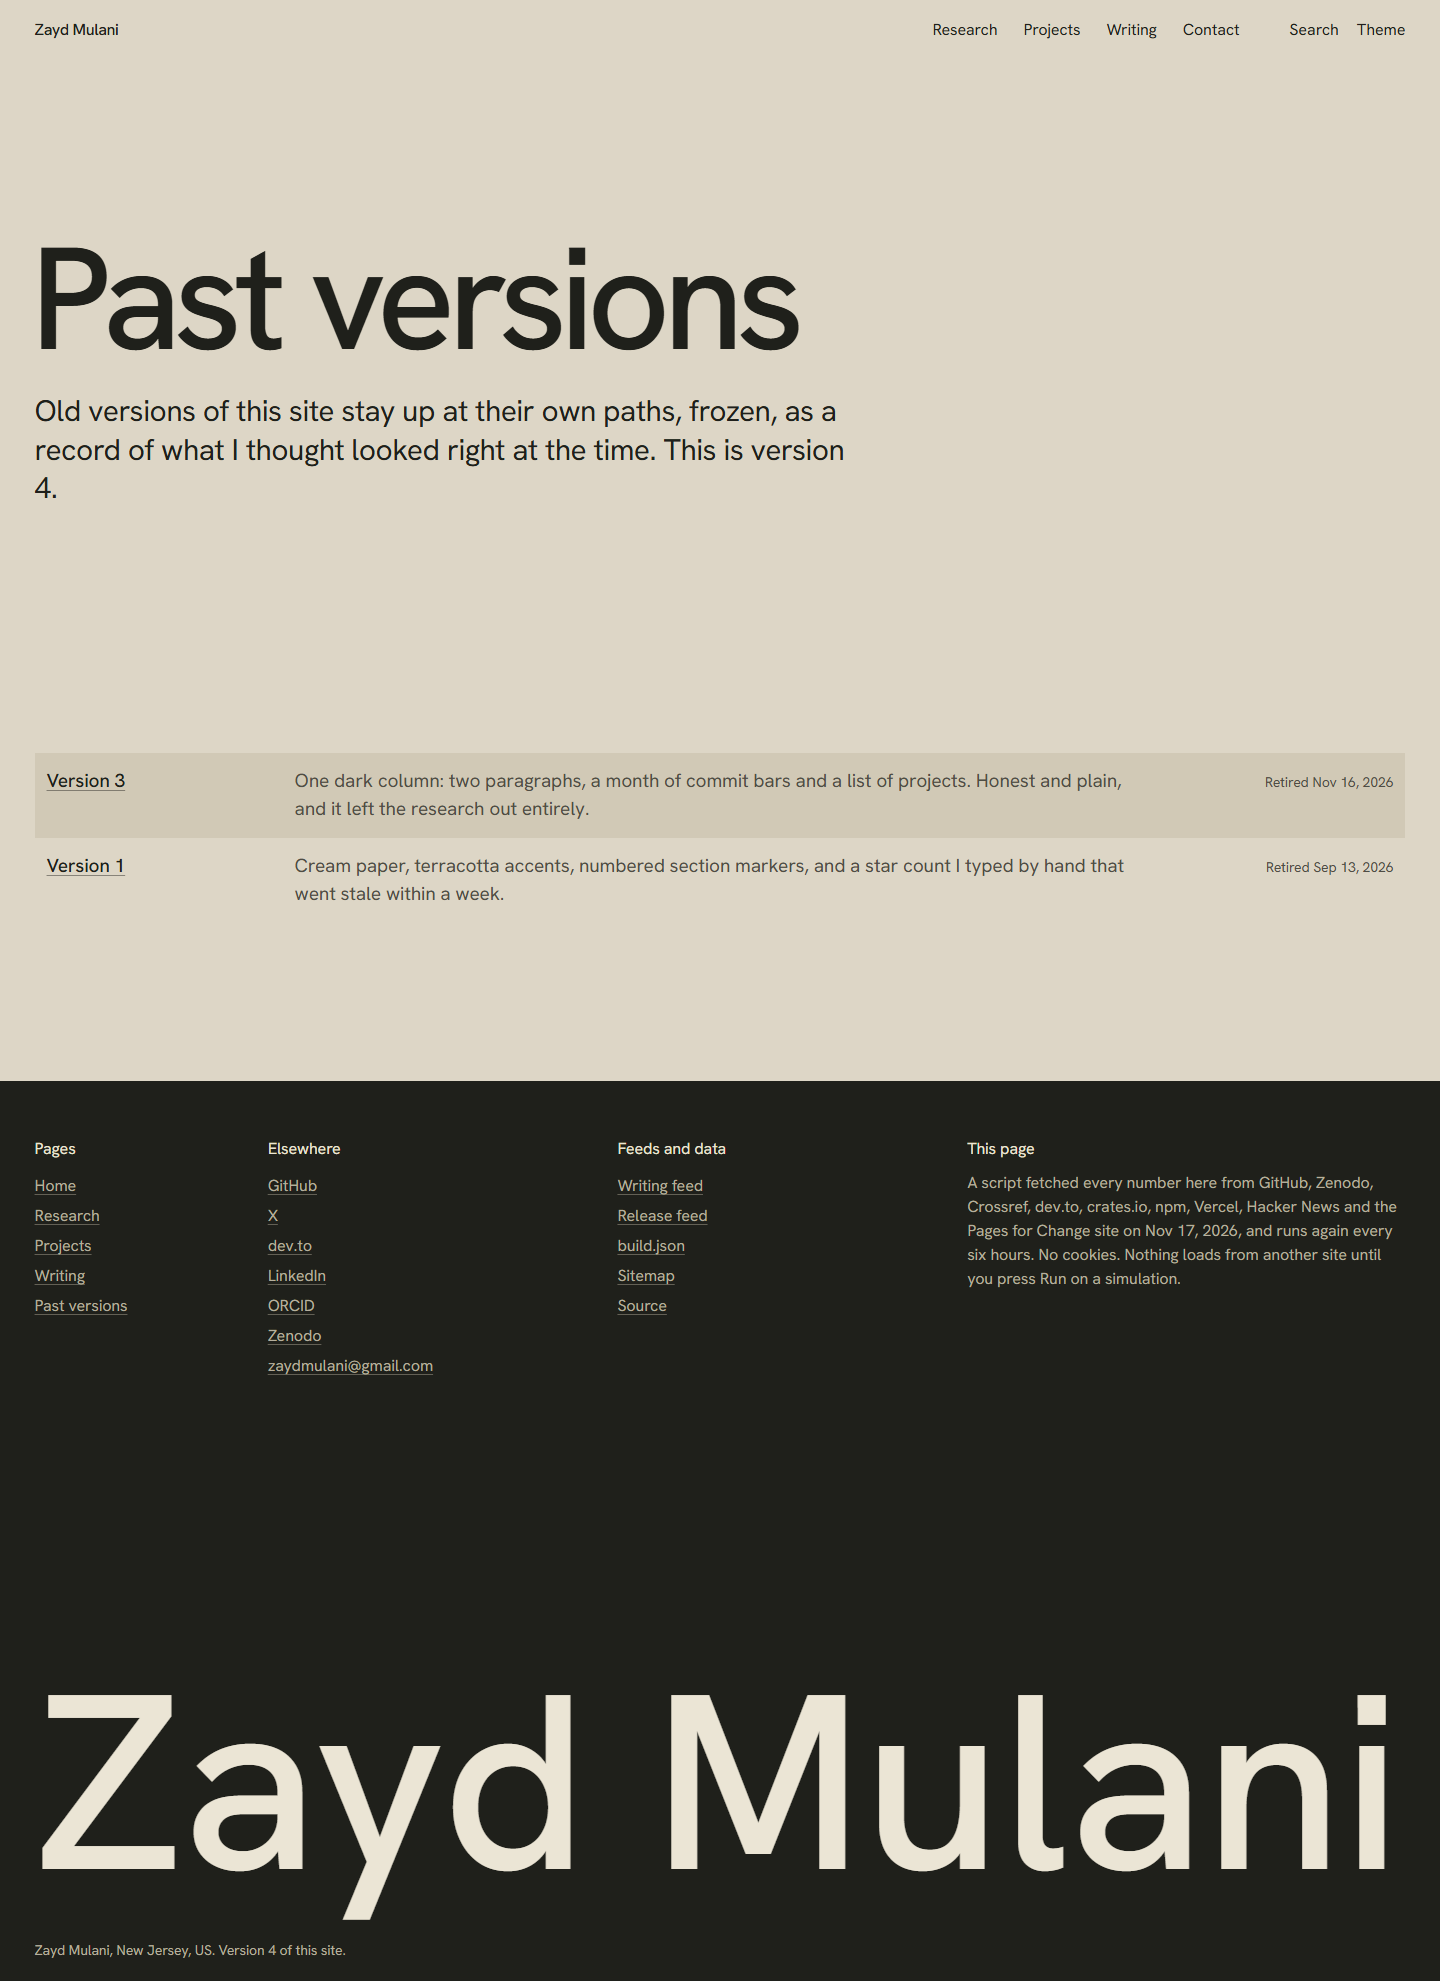 Zayd Mulani
Research Projects Writing Contact Search Theme
Past versions
Old versions of this site stay up at their own paths, frozen, as a
record of what I thought looked right at the time. This is version
4.
Version 3
One dark column: two paragraphs, a month of commit bars and a list of projects. Honest and plain,
and it left the research out entirely.
Retired Nov 16, 2026
Version 1
Cream paper, terracotta accents, numbered section markers, and a star count I typed by hand that
went stale within a week.
Retired Sep 13, 2026
Pages
Home
Research
Projects
Writing
Past versions
Elsewhere
GitHub
X
dev.to
LinkedIn
ORCID
Zenodo
zaydmulani@gmail.com
Feeds and data
Writing feed
Release feed
build.json
Sitemap
Source
This page
A script fetched every number here from GitHub, Zenodo,
Crossref, dev.to, crates.io, npm, Vercel, Hacker News and the
Pages for Change site on Nov 17, 2026, and runs again every
six hours. No cookies. Nothing loads from another site until
you press Run on a simulation.
Zayd Mulani
Zayd Mulani, New Jersey, US. Version 4 of this site.